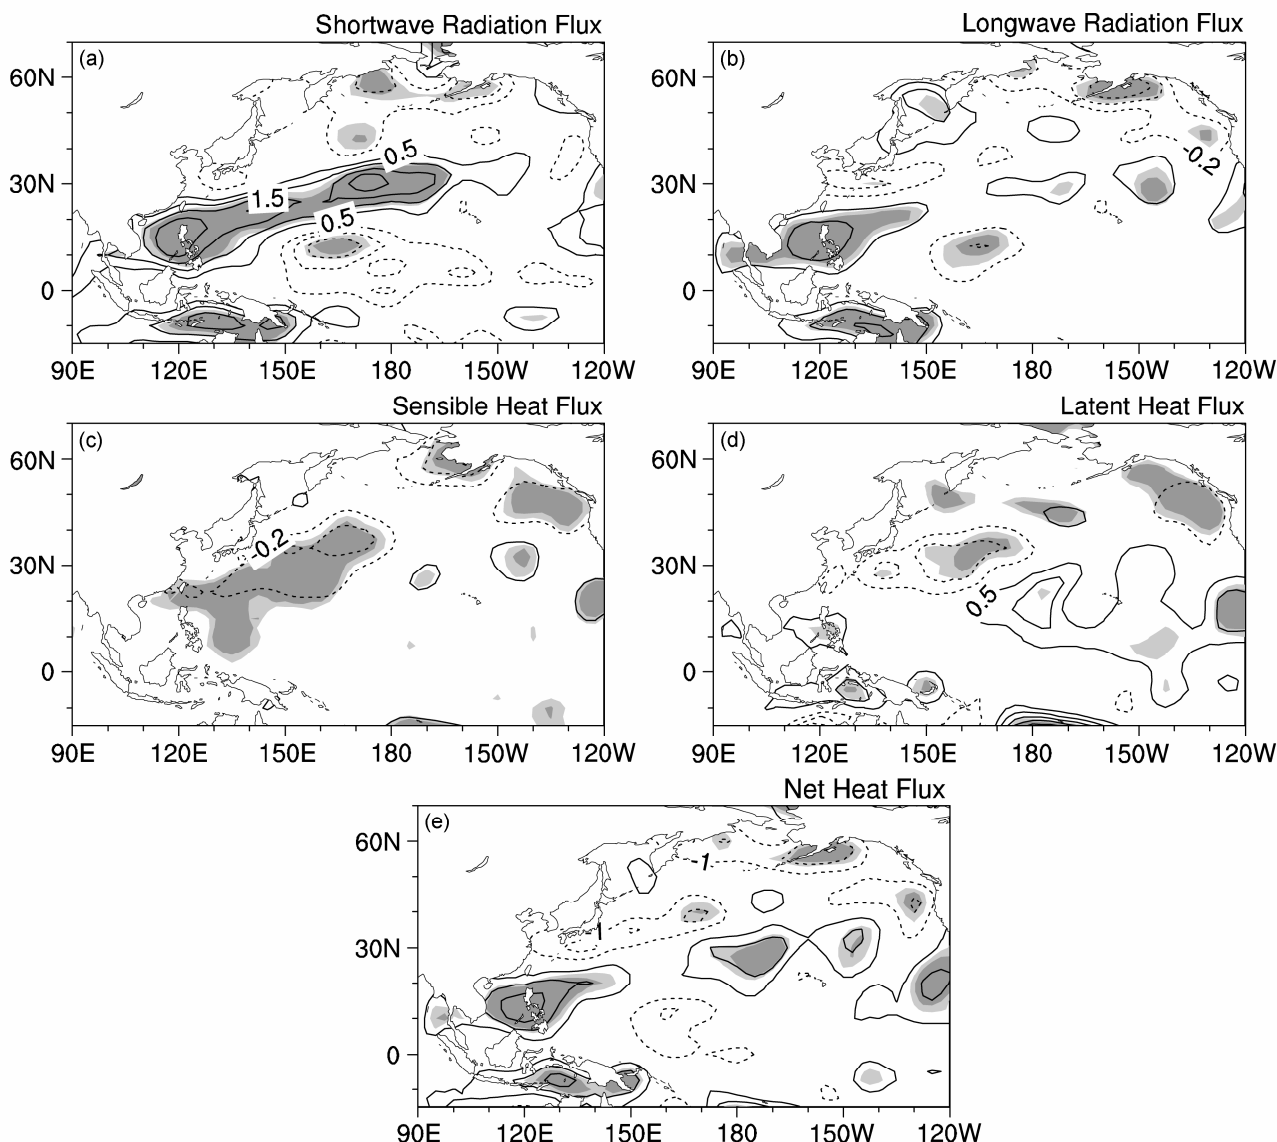 Shortwave Radiation Flux
Longwave Radiation Flux
(a)
(b)
60N
60N
0.5
-0.2
30N
30N
1.5
0.5
0
0
90E 120E 150E 180 150W 120W
90E 120E 150E 180 150W 120W
Sensible Heat Flux
Latent Heat Flux
(c)
(d)
60N
60N
-0.2
30N
30N
0.5
0
0
90E 120E 150E 180 150W 120W
90E 120E 150E 180 150W 120W
Net Heat Flux
(e)
60N
-1
1
30N
0
90E 120E 150E 180 150W 120W